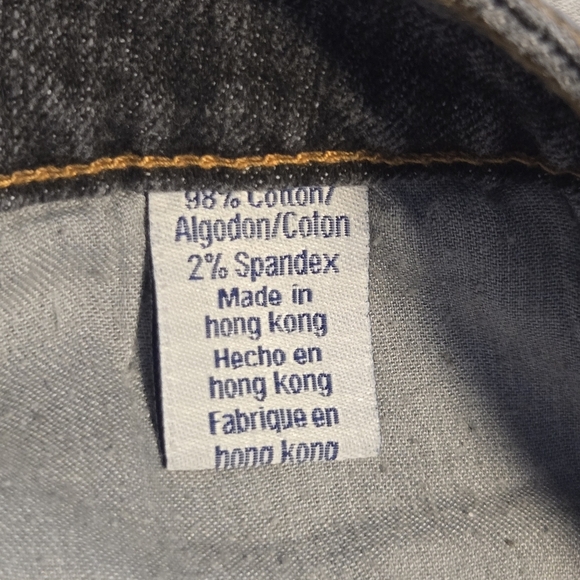 98% Cotton/
Algodon/Coton
2% Spandex
Made in
hong kong
Hecho en
hong kong
Fabrique en
hong kong